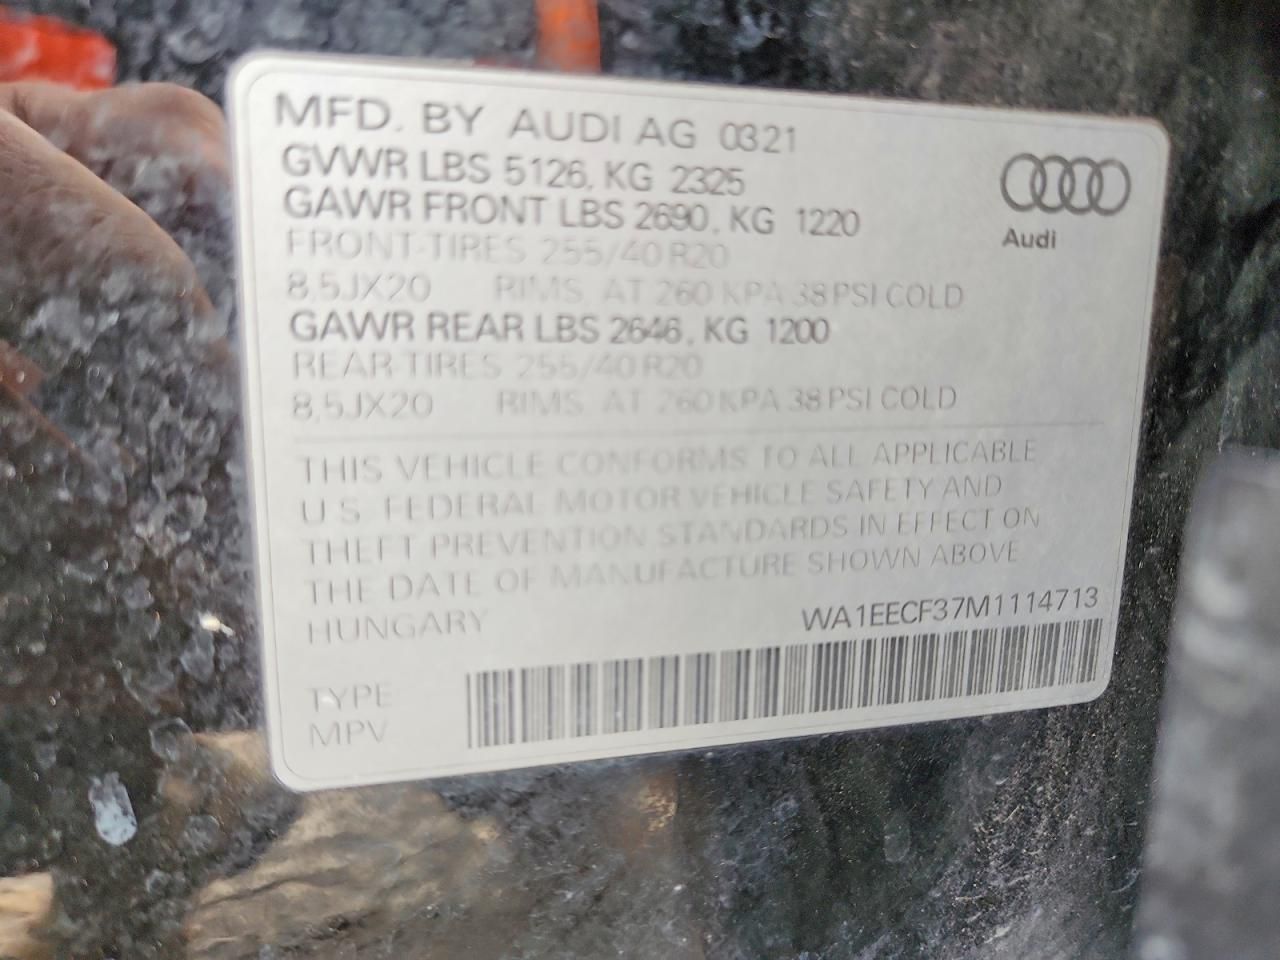 MFD. BY AUDI AG 0321
GVWR LBS 5126, KG 2325
GAWR FRONT LBS 2690, KG 1220
FRONT-TIRES 255/40 R20
8,5JX20 RIMS AT 260 KPA 38 PSI COLD
GAWR REAR LBS 2646, KG 1200
REAR-TIRES 255/40 R20
8,5JX20 RIMS AT 260 KPA 38 PSI COLD
Audi
THIS VEHICLE CONFORMS TO ALL APPLICABLE
U.S. FEDERAL MOTOR VEHICLE SAFETY AND
THEFT PREVENTION STANDARDS IN EFFECT ON
THE DATE OF MANUFACTURE SHOWN ABOVE
HUNGARY WA1EECF37M1114713
TYPE
MPV